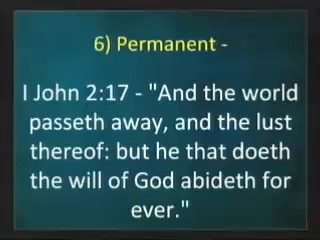 6) Permanent -
I John 2:17 - "And the world
passeth away, and the lust
thereof: but he that doeth
the will of God abideth for
ever."